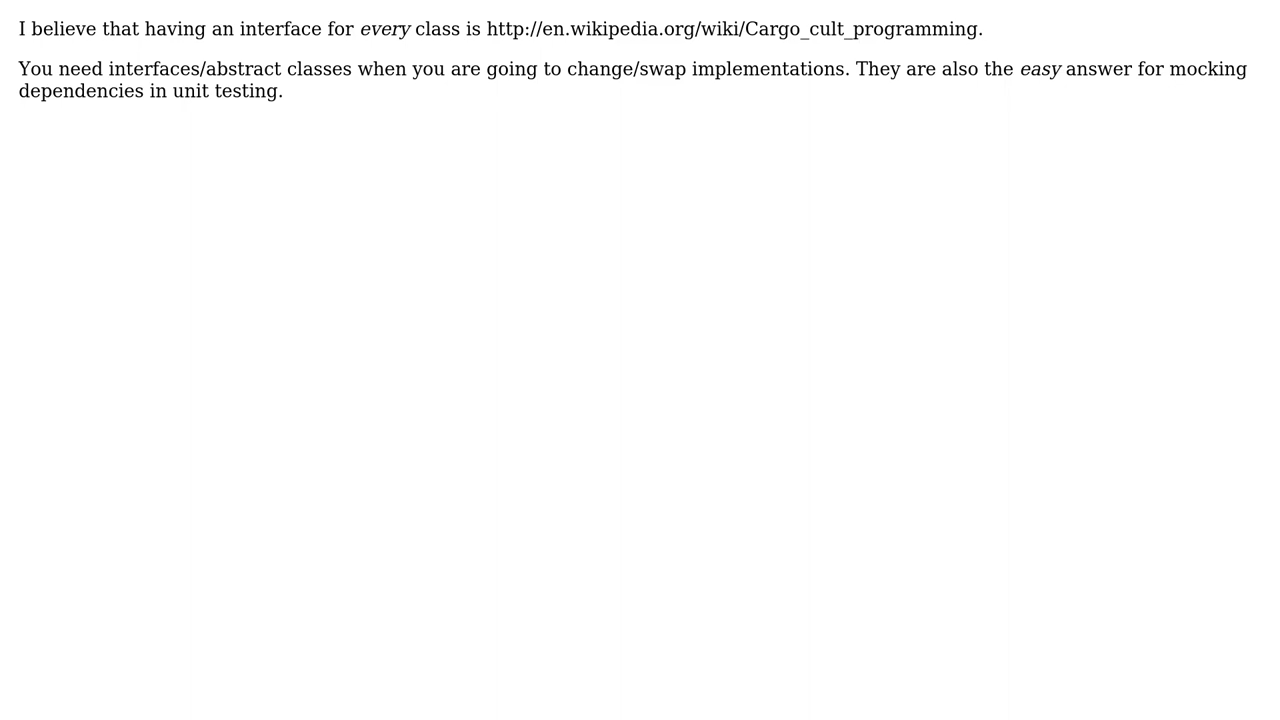 I believe that having an interface for every class is http://en.wikipedia.org/wiki/Cargo_cult_programming.
You need interfaces/abstract classes when you are going to change/swap implementations. They are also the easy answer for mocking
dependencies in unit testing.